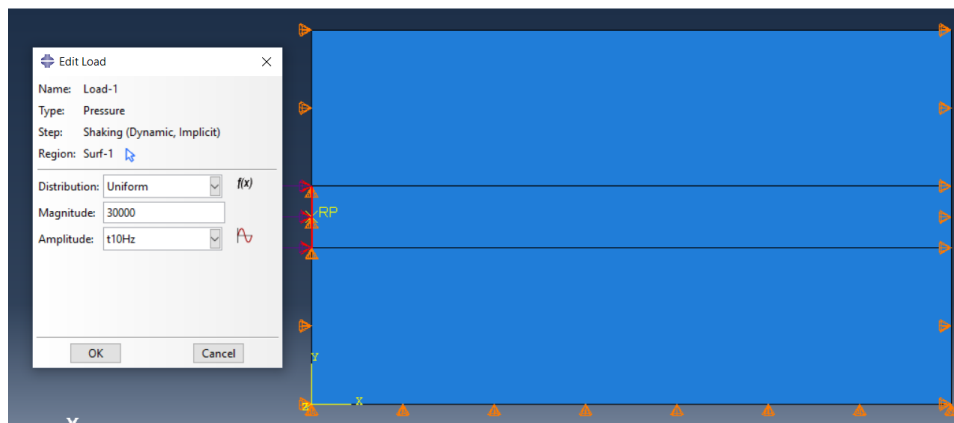 Edit Load
Name: Load-1
Type: Pressure
Step: Shaking (Dynamic, Implicit)
Region: Surf-1
Distribution: Uniform f(x)
Magnitude: 30000
Amplitude: t10Hz
OK Cancel
RP
Y
Z X
X